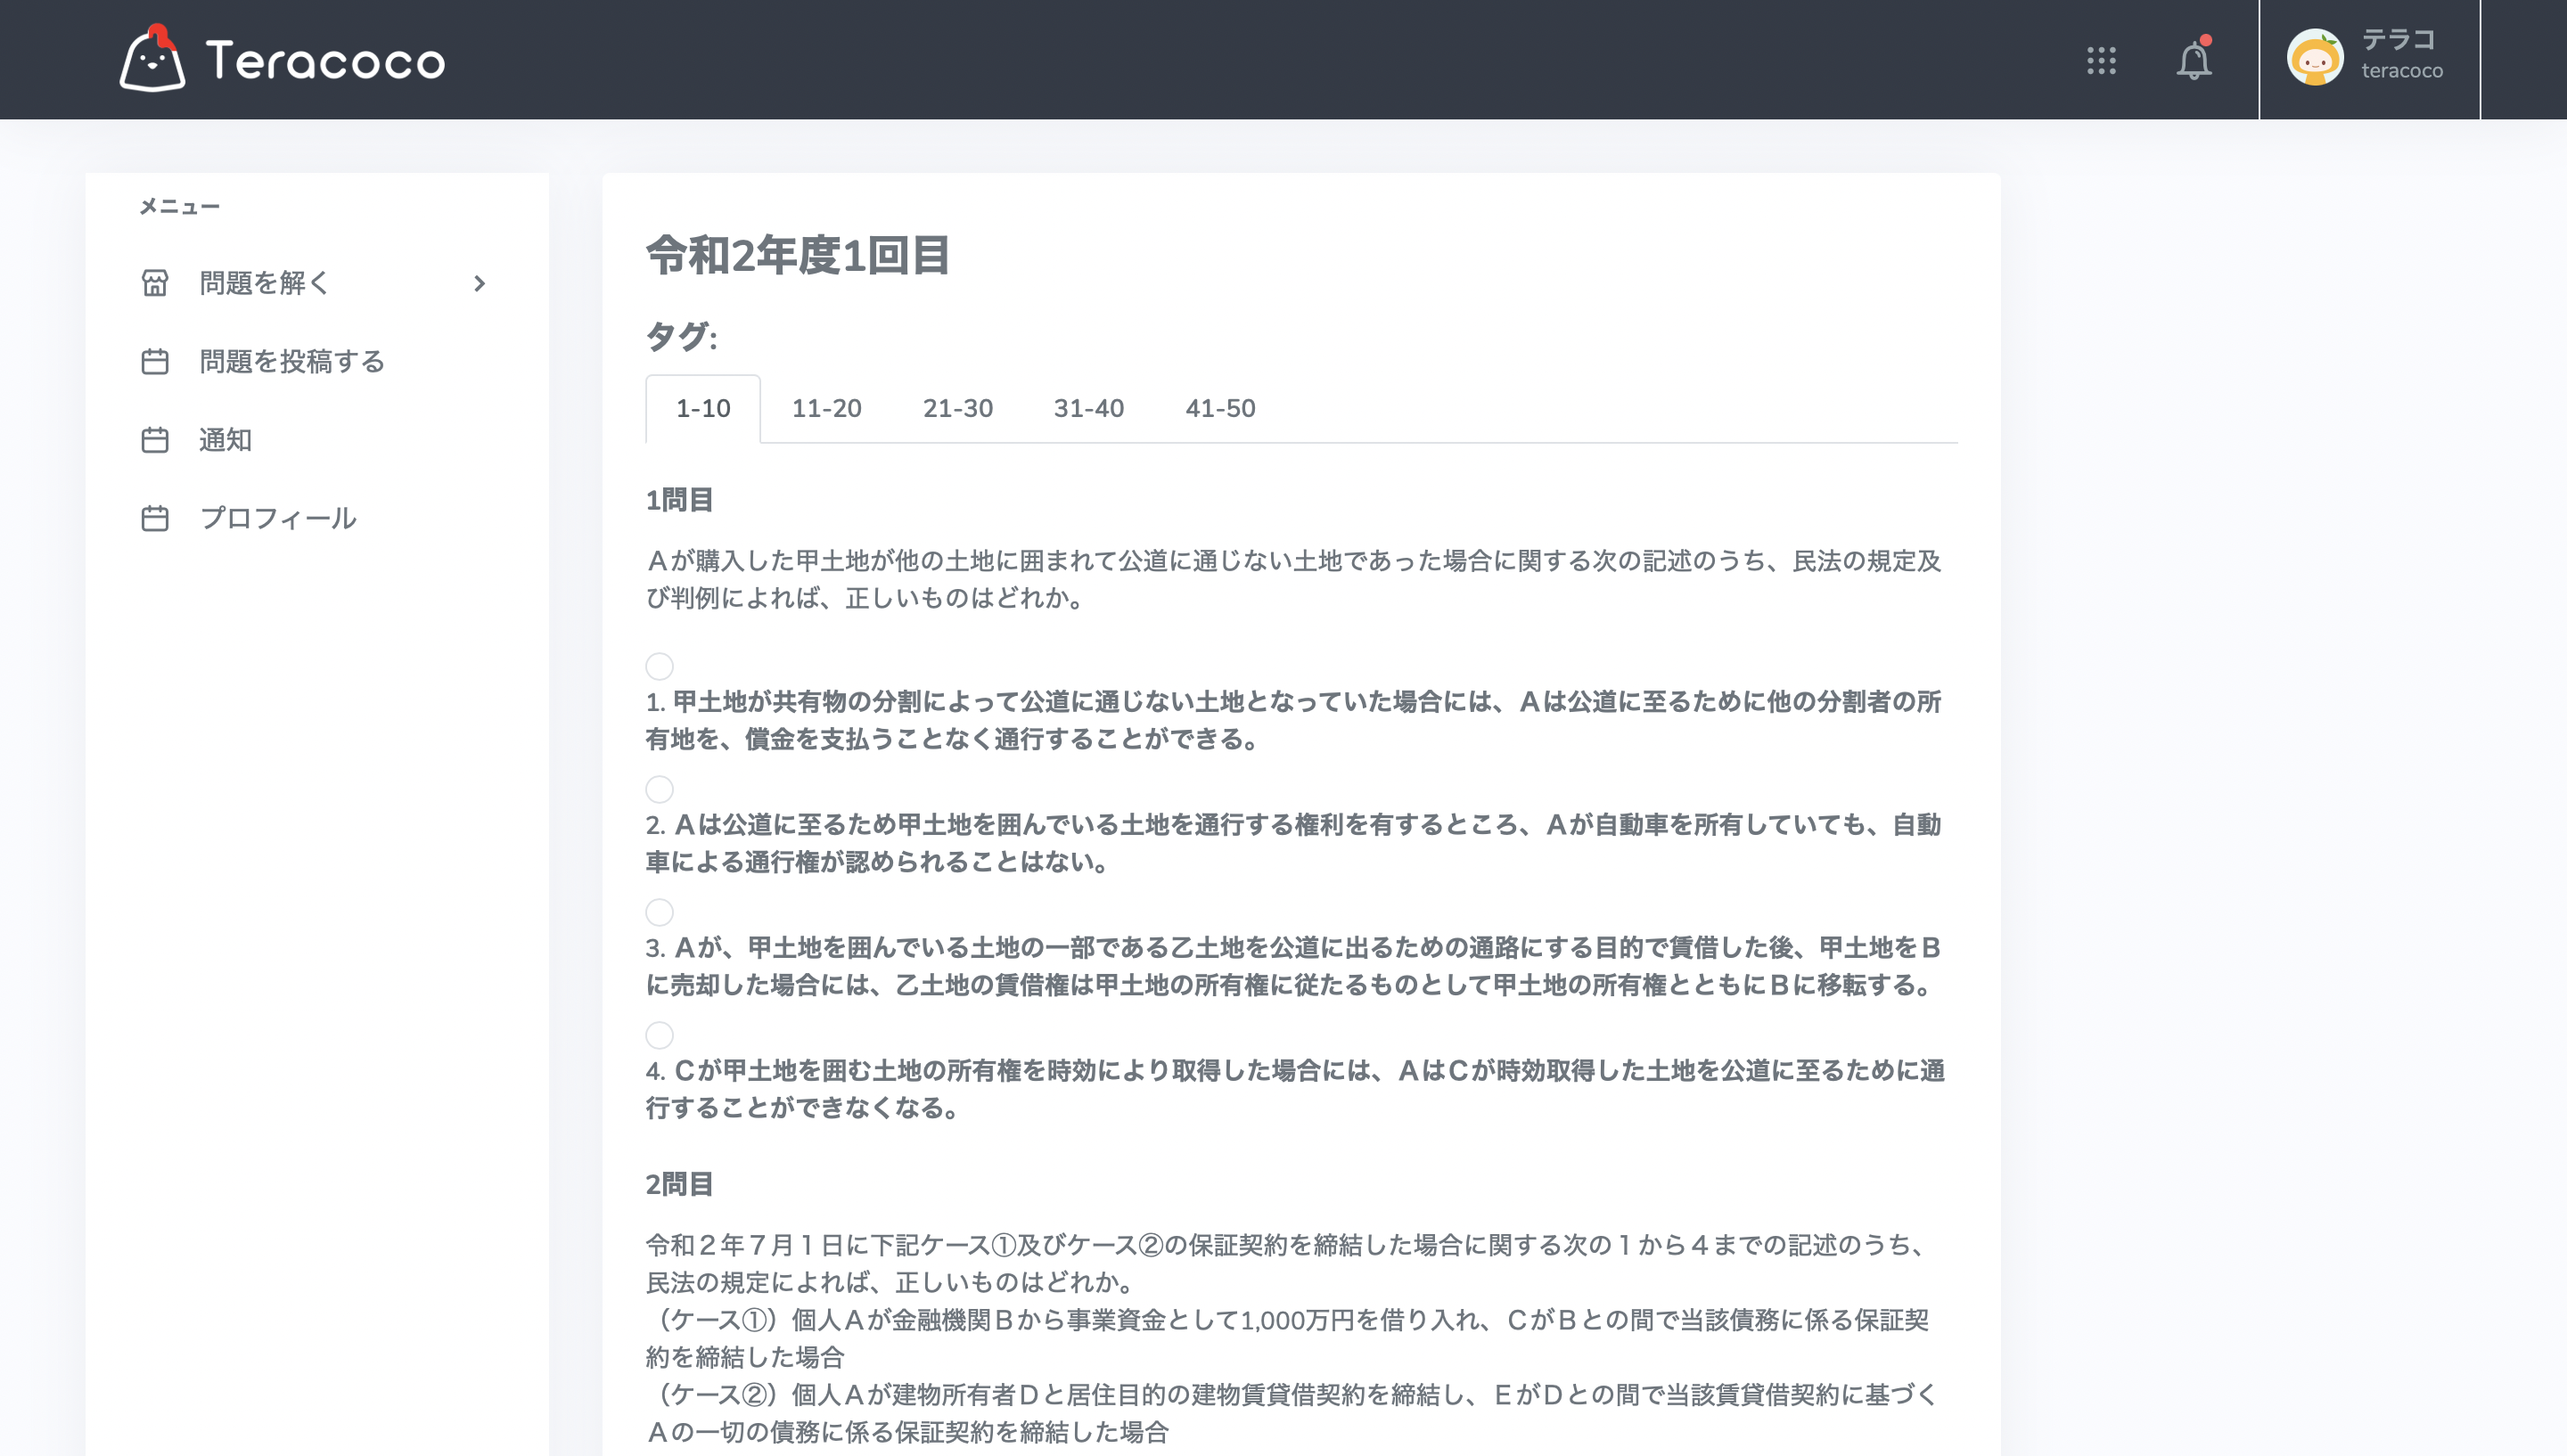 Teracoco
テラコ
teracoco
メニュー
問題を解く
問題を投稿する
通知
プロフィール
令和2年度1回目
タグ:
1-10 11-20 21-30 31-40 41-50
1問目
Ａが購入した甲土地が他の土地に囲まれて公道に通じない土地であった場合に関する次の記述のうち、民法の規定及
び判例によれば、正しいものはどれか。
1. 甲土地が共有物の分割によって公道に通じない土地となっていた場合には、Ａは公道に至るために他の分割者の所
有地を、償金を支払うことなく通行することができる。
2. Ａは公道に至るため甲土地を囲んでいる土地を通行する権利を有するところ、Ａが自動車を所有していても、自動
車による通行権が認められることはない。
3. Ａが、甲土地を囲んでいる土地の一部である乙土地を公道に出るための通路にする目的で賃借した後、甲土地をＢ
に売却した場合には、乙土地の賃借権は甲土地の所有権に従たるものとして甲土地の所有権とともにＢに移転する。
4. Ｃが甲土地を囲む土地の所有権を時効により取得した場合には、ＡはＣが時効取得した土地を公道に至るために通
行することができなくなる。
2問目
令和２年７月１日に下記ケース①及びケース②の保証契約を締結した場合に関する次の１から４までの記述のうち、
民法の規定によれば、正しいものはどれか。
（ケース①）個人Ａが金融機関Ｂから事業資金として1,000万円を借り入れ、ＣがＢとの間で当該債務に係る保証契
約を締結した場合
（ケース②）個人Ａが建物所有者Ｄと居住目的の建物賃貸借契約を締結し、ＥがＤとの間で当該賃貸借契約に基づく
Ａの一切の債務に係る保証契約を締結した場合